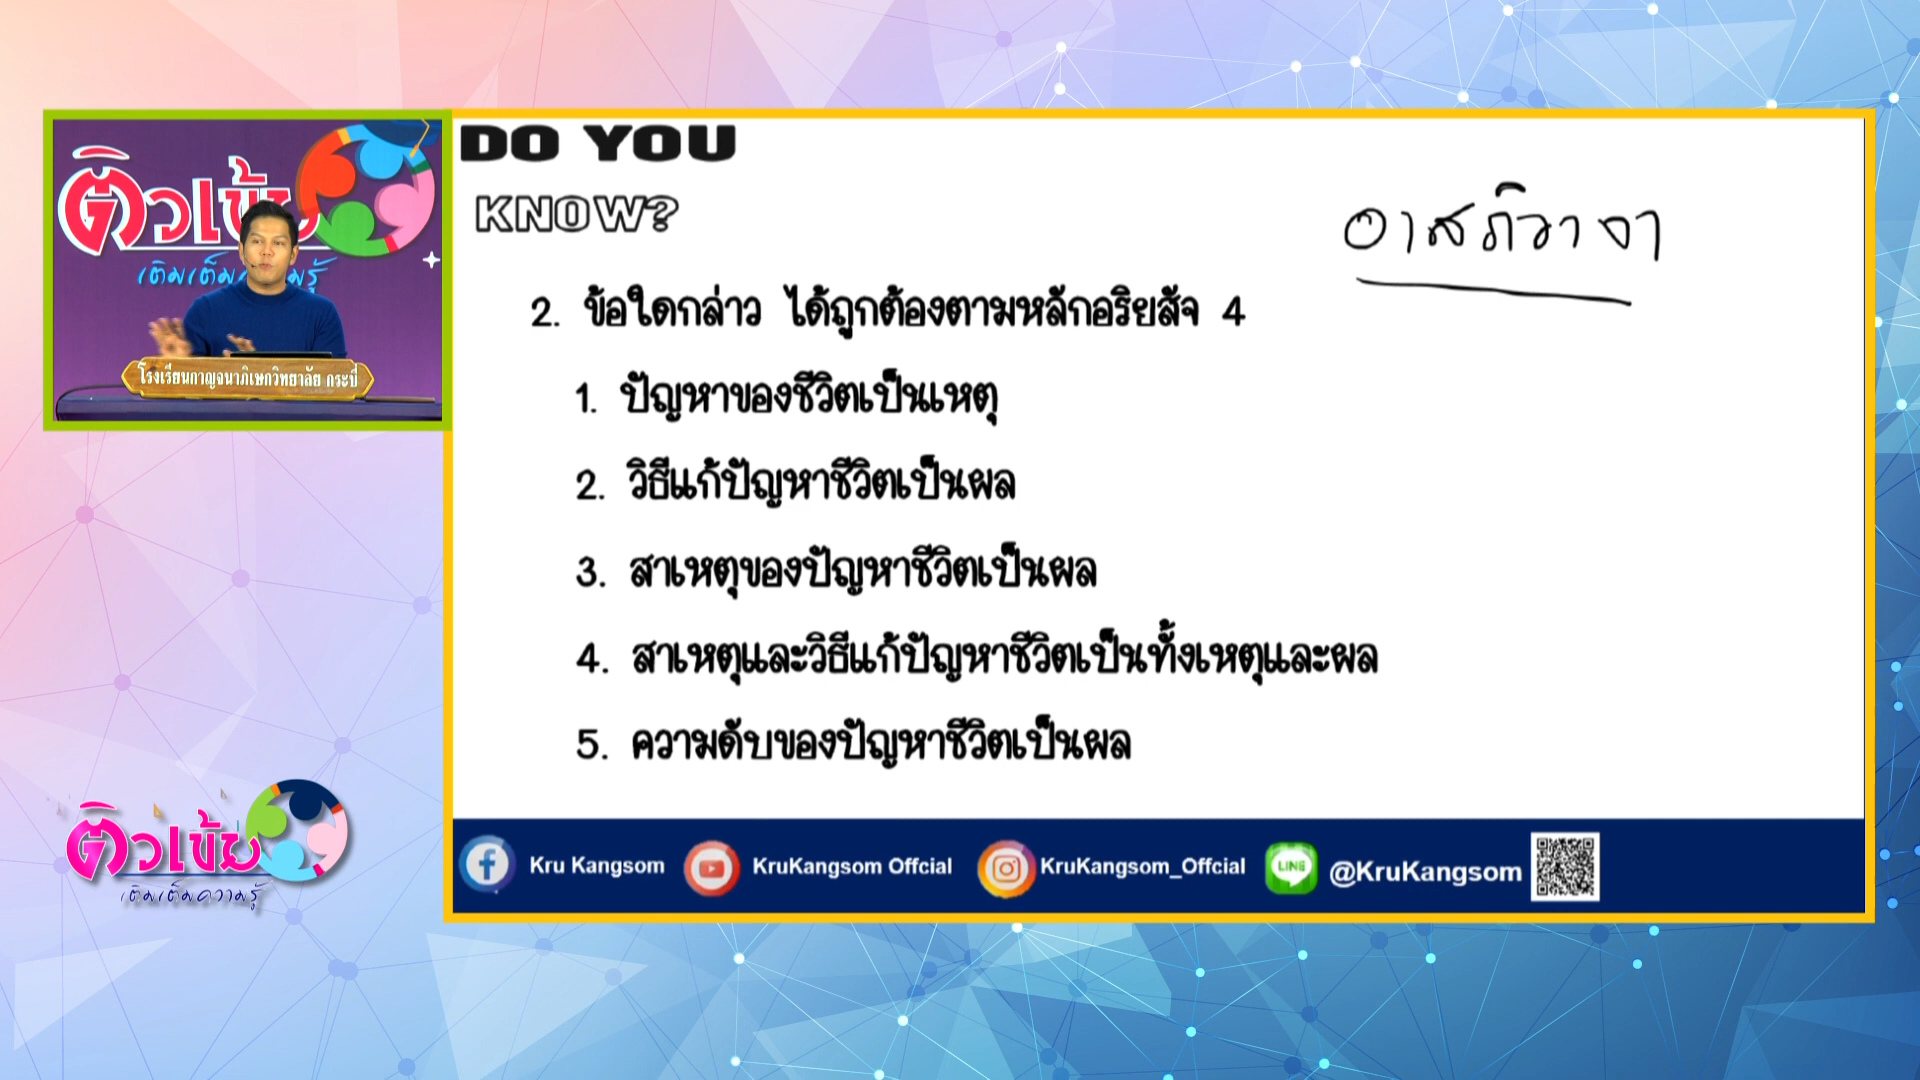 ติวเข้ม
เติมเต็มความรู้
โรงเรียนกาญจนาภิเษกวิทยาลัย กระบี่
DO YOU
KNOW?
อาสภิวาจา
2. ข้อใดกล่าว ได้ถูกต้องตามหลักอริยสัจ 4
1. ปัญหาของชีวิตเป็นเหตุ
2. วิธีแก้ปัญหาชีวิตเป็นผล
3. สาเหตุของปัญหาชีวิตเป็นผล
4. สาเหตุและวิธีแก้ปัญหาชีวิตเป็นทั้งเหตุและผล
5. ความดับของปัญหาชีวิตเป็นผล
ติวเข้ม
เติมเต็มความรู้
Kru Kangsom KruKangsom Offcial KruKangsom_Offcial LINE @KruKangsom